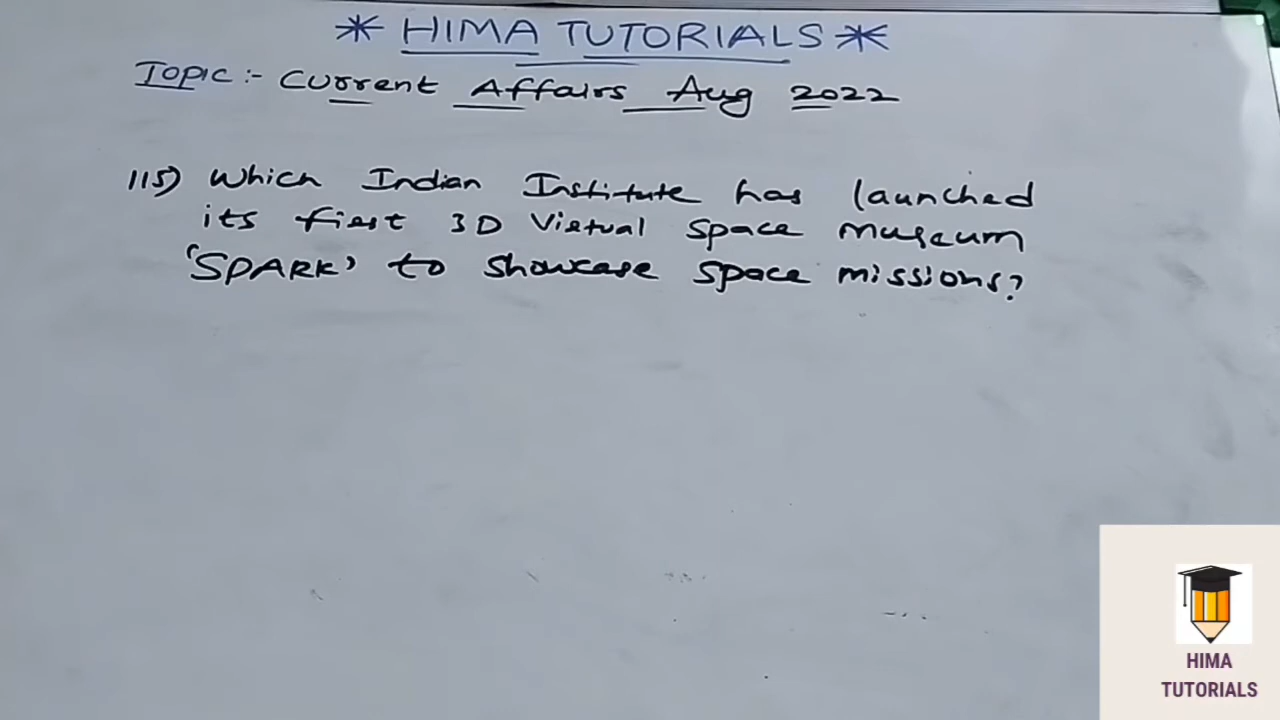 * HIMA TUTORIALS *
Topic :- Current Affairs Aug 2022
115) Which Indian Institute has launched
its first 3D Virtual Space museum
'SPARK' to showcase space missions?
HIMA
TUTORIALS